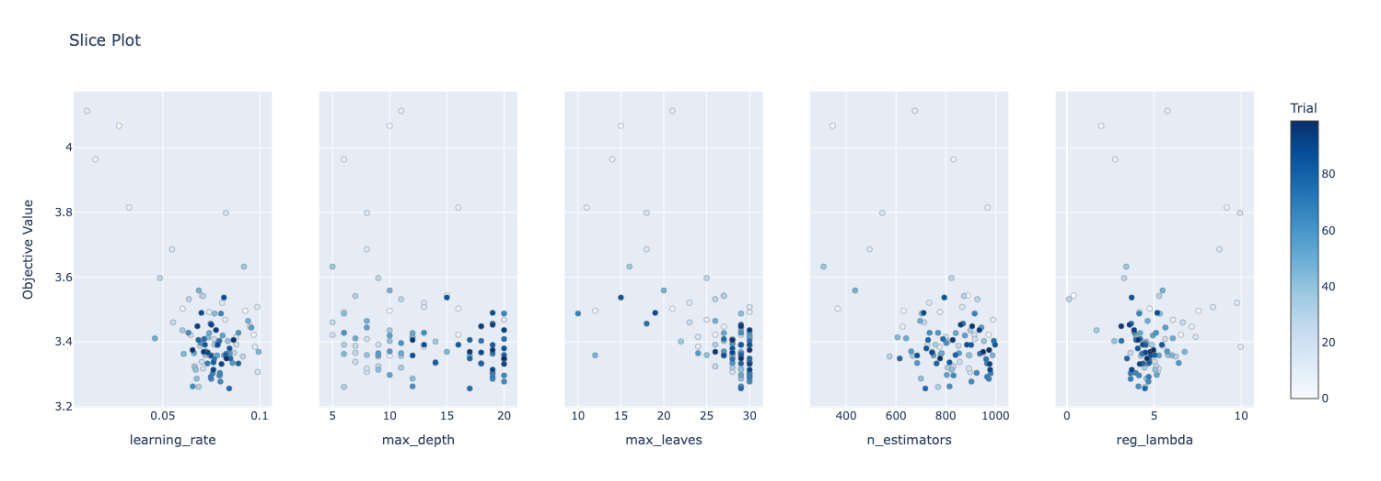 Slice Plot
Trial
Objective Value
4
3.8
3.6
3.4
3.2
0.05 0.1
5 10 15 20
10 15 20 25 30
400 600 800 1000
0 5 10
learning_rate
max_depth
max_leaves
n_estimators
reg_lambda
80
60
40
20
0